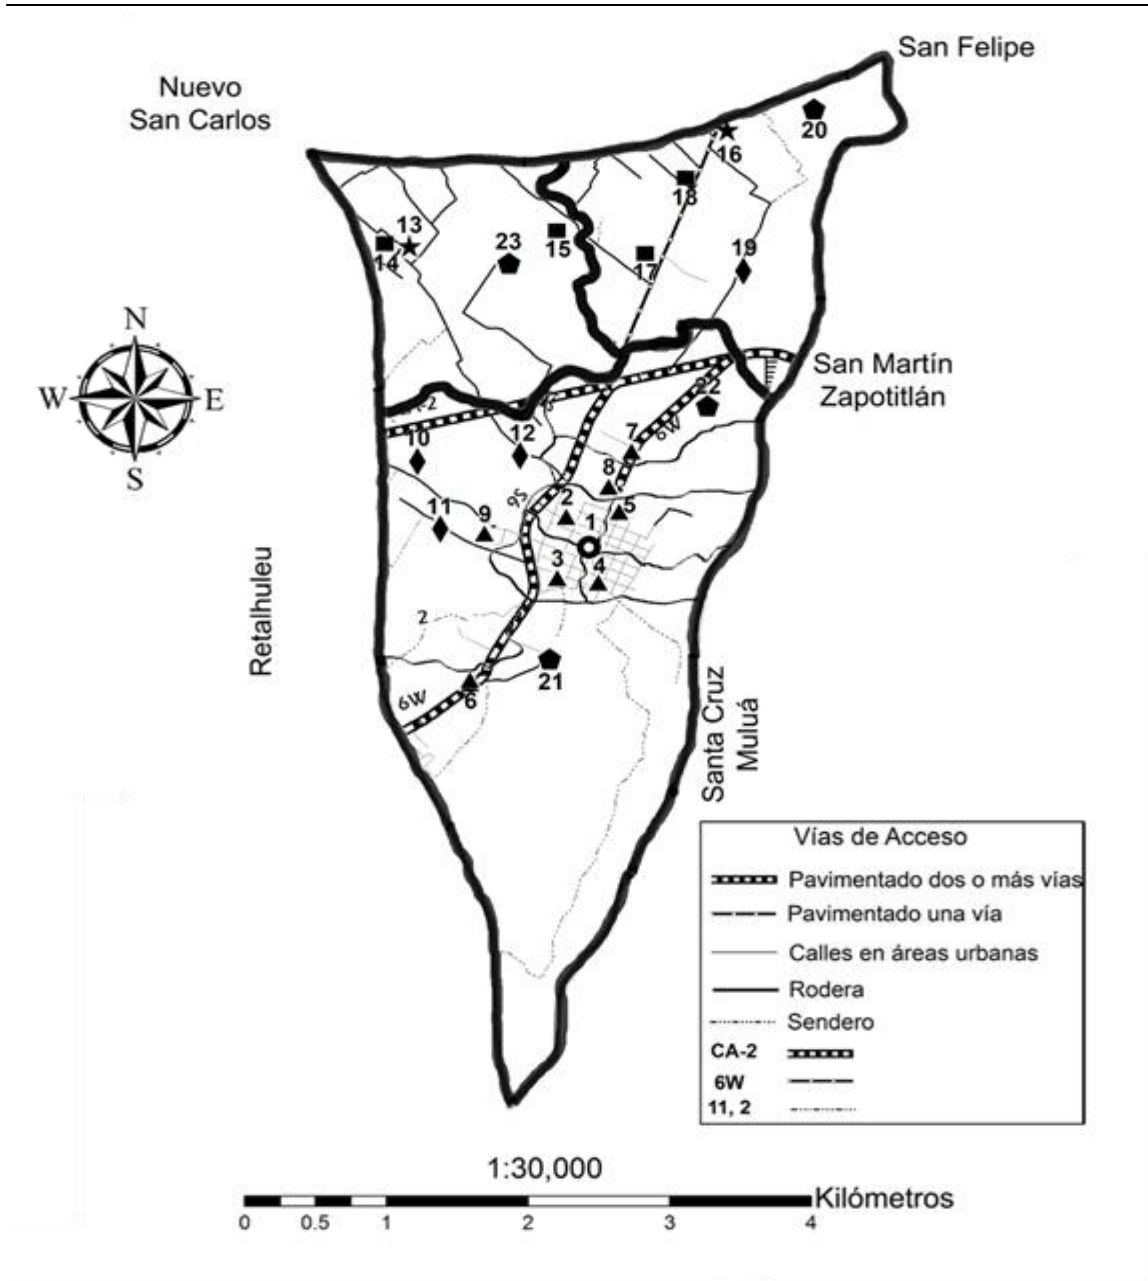 San Felipe
Nuevo
San Carlos
20
16
18
13
14
15
23
17
19
N
W
E
S
San Martín
Zapotitlán
22
10
12
7
6W
8
11
9
2
5
1
3
4
2
21
6
6W
Retalhuleu
Santa Cruz
Muluá
Vías de Acceso
Pavimentado dos o más vías
Pavimentado una vía
Calles en áreas urbanas
Rodera
Sendero
CA-2
6W
11, 2
1:30,000
Kilómetros
0 0.5 1 2 3 4